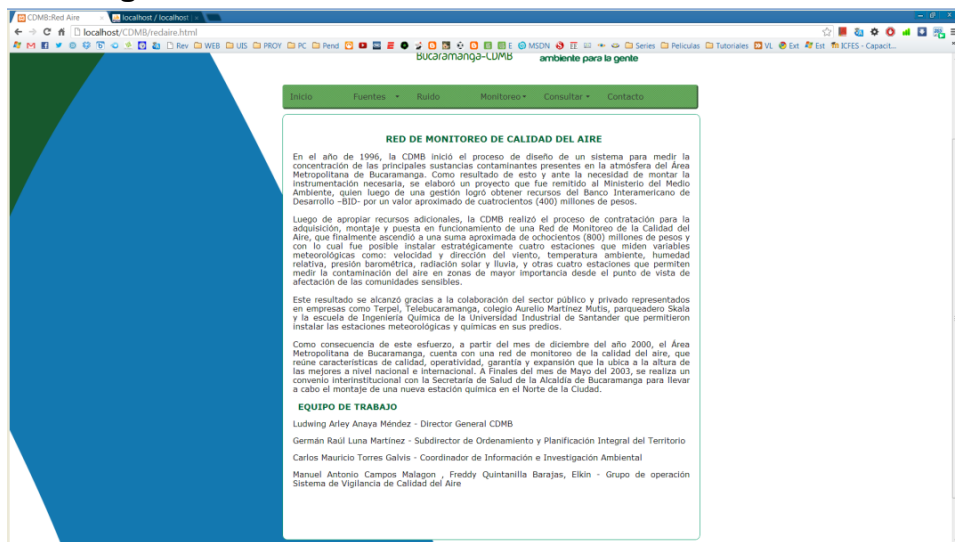 CDMB:Red Aire
localhost / localhost
localhost/CDMB/redaire.html
Rev WEB UIS PROY PC Pend E MSDN Series Peliculas Tutoriales VL Ext Est ICFES - Capacit...
Bucaramanga-CDMB ambiente para la gente
Inicio Fuentes Ruido Monitoreo Consultar Contacto
RED DE MONITOREO DE CALIDAD DEL AIRE
En el año de 1996, la CDMB inició el proceso de diseño de un sistema para medir la
concentración de las principales sustancias contaminantes presentes en la atmósfera del Área
Metropolitana de Bucaramanga. Como resultado de esto y ante la necesidad de montar la
instrumentación necesaria, se elaboró un proyecto que fue remitido al Ministerio del Medio
Ambiente, quien luego de una gestión logró obtener recursos del Banco Interamericano de
Desarrollo –BID- por un valor aproximado de cuatrocientos (400) millones de pesos.
Luego de apropiar recursos adicionales, la CDMB realizó el proceso de contratación para la
adquisición, montaje y puesta en funcionamiento de una Red de Monitoreo de la Calidad del
Aire, que finalmente ascendió a una suma aproximada de ochocientos (800) millones de pesos y
con lo cual fue posible instalar estratégicamente cuatro estaciones que miden variables
meteorológicas como: velocidad y dirección del viento, temperatura ambiente, humedad
relativa, presión barométrica, radiación solar y lluvia, y otras cuatro estaciones que permiten
medir la contaminación del aire en zonas de mayor importancia desde el punto de vista de
afectación de las comunidades sensibles.
Este resultado se alcanzó gracias a la colaboración del sector público y privado representados
en empresas como Terpel, Telebucaramanga, colegio Aurelio Martínez Mutis, parqueadero Skala
y la escuela de Ingeniería Química de la Universidad Industrial de Santander que permitieron
instalar las estaciones meteorológicas y químicas en sus predios.
Como consecuencia de este esfuerzo, a partir del mes de diciembre del año 2000, el Área
Metropolitana de Bucaramanga, cuenta con una red de monitoreo de la calidad del aire, que
reúne características de calidad, operatividad, garantía y expansión que la ubica a la altura de
las mejores a nivel nacional e internacional. A Finales del mes de Mayo del 2003, se realiza un
convenio interinstitucional con la Secretaría de Salud de la Alcaldía de Bucaramanga para llevar
a cabo el montaje de una nueva estación química en el Norte de la Ciudad.
EQUIPO DE TRABAJO
Ludwing Arley Anaya Méndez - Director General CDMB
Germán Raúl Luna Martínez - Subdirector de Ordenamiento y Planificación Integral del Territorio
Carlos Mauricio Torres Galvis - Coordinador de Información e Investigación Ambiental
Manuel Antonio Campos Malagon , Freddy Quintanilla Barajas, Elkin - Grupo de operación
Sistema de Vigilancia de Calidad del Aire